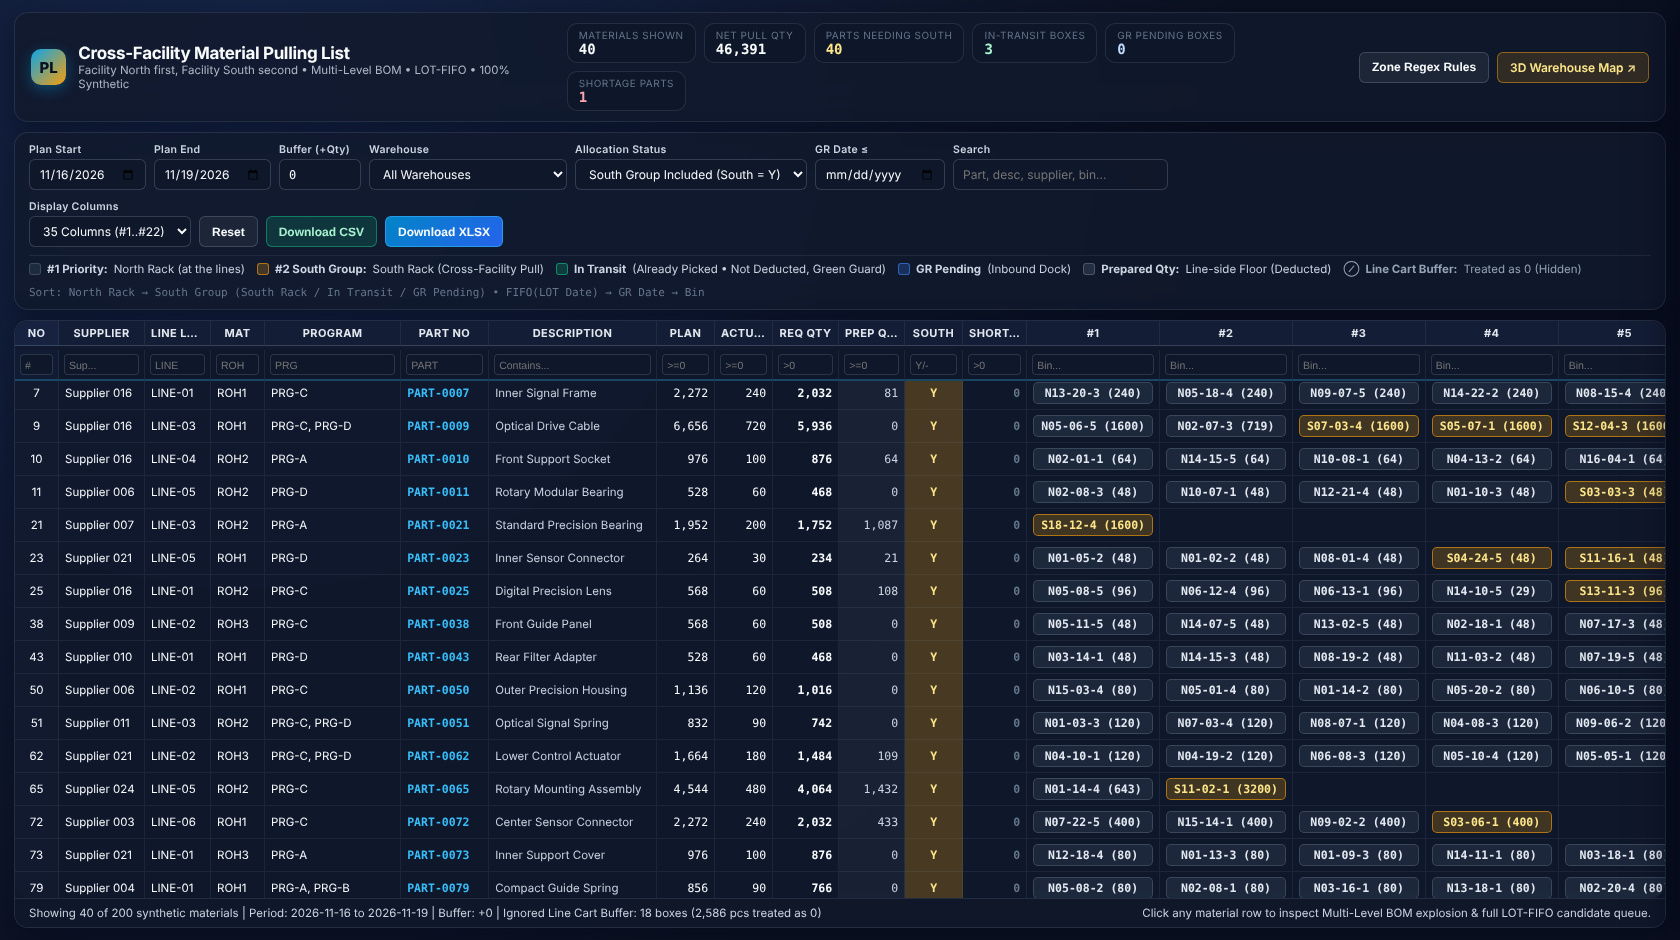 PL
Cross-Facility Material Pulling List
Facility North first, Facility South second • Multi-Level BOM • LOT-FIFO • 100%
Synthetic
MATERIALS SHOWN
40
NET PULL QTY
46,391
PARTS NEEDING SOUTH
40
IN-TRANSIT BOXES
3
GR PENDING BOXES
0
SHORTAGE PARTS
1
Zone Regex Rules
3D Warehouse Map ↗
Plan Start
11/16/2026
Plan End
11/19/2026
Buffer (+Qty)
0
Warehouse
All Warehouses
Allocation Status
South Group Included (South = Y)
GR Date ≤
mm/dd/yyyy
Search
Part, desc, supplier, bin...
Display Columns
35 Columns (#1..#22)
Reset
Download CSV
Download XLSX
#1 Priority: North Rack (at the lines)
#2 South Group: South Rack (Cross-Facility Pull)
In Transit (Already Picked • Not Deducted, Green Guard)
GR Pending (Inbound Dock)
Prepared Qty: Line-side Floor (Deducted)
Line Cart Buffer: Treated as 0 (Hidden)
Sort: North Rack → South Group (South Rack / In Transit / GR Pending) • FIFO(LOT Date) → GR Date → Bin
NO SUPPLIER LINE L... MAT PROGRAM PART NO DESCRIPTION PLAN ACTU... REQ QTY PREP Q... SOUTH SHORT... #1 #2 #3 #4 #5
# Sup... LINE ROH PRG PART Contains... >=0 >=0 >0 >=0 Y/- >0 Bin... Bin... Bin... Bin... Bin...
7 Supplier 016 LINE-01 ROH1 PRG-C PART-0007 Inner Signal Frame 2,272 240 2,032 81 Y 0 N13-20-3 (240) N05-18-4 (240) N09-07-5 (240) N14-22-2 (240) N08-15-4 (240
9 Supplier 016 LINE-03 ROH1 PRG-C, PRG-D PART-0009 Optical Drive Cable 6,656 720 5,936 0 Y 0 N05-06-5 (1600) N02-07-3 (719) S07-03-4 (1600) S05-07-1 (1600) S12-04-3 (1600
10 Supplier 016 LINE-04 ROH2 PRG-A PART-0010 Front Support Socket 976 100 876 64 Y 0 N02-01-1 (64) N14-15-5 (64) N10-08-1 (64) N04-13-2 (64) N16-04-1 (64
11 Supplier 006 LINE-05 ROH2 PRG-D PART-0011 Rotary Modular Bearing 528 60 468 0 Y 0 N02-08-3 (48) N10-07-1 (48) N12-21-4 (48) N01-10-3 (48) S03-03-3 (48
21 Supplier 007 LINE-03 ROH2 PRG-A PART-0021 Standard Precision Bearing 1,952 200 1,752 1,087 Y 0 S18-12-4 (1600)
23 Supplier 021 LINE-05 ROH1 PRG-D PART-0023 Inner Sensor Connector 264 30 234 21 Y 0 N01-05-2 (48) N01-02-2 (48) N08-01-4 (48) S04-24-5 (48) S11-16-1 (48
25 Supplier 016 LINE-01 ROH1 PRG-C PART-0025 Digital Precision Lens 568 60 508 108 Y 0 N05-08-5 (96) N06-12-4 (96) N06-13-1 (96) N14-10-5 (29) S13-11-3 (96
38 Supplier 009 LINE-02 ROH3 PRG-C PART-0038 Front Guide Panel 568 60 508 0 Y 0 N05-11-5 (48) N14-07-5 (48) N13-02-5 (48) N02-18-1 (48) N07-17-3 (48
43 Supplier 010 LINE-01 ROH1 PRG-D PART-0043 Rear Filter Adapter 528 60 468 0 Y 0 N03-14-1 (48) N14-15-3 (48) N08-19-2 (48) N11-03-2 (48) N07-19-5 (48
50 Supplier 006 LINE-02 ROH1 PRG-C PART-0050 Outer Precision Housing 1,136 120 1,016 0 Y 0 N15-03-4 (80) N05-01-4 (80) N01-14-2 (80) N05-20-2 (80) N06-10-5 (80
51 Supplier 011 LINE-03 ROH2 PRG-C, PRG-D PART-0051 Optical Signal Spring 832 90 742 0 Y 0 N01-03-3 (120) N07-03-4 (120) N08-07-1 (120) N04-08-3 (120) N09-06-2 (120
62 Supplier 021 LINE-02 ROH3 PRG-C, PRG-D PART-0062 Lower Control Actuator 1,664 180 1,484 109 Y 0 N04-10-1 (120) N04-19-2 (120) N06-08-3 (120) N05-10-4 (120) N05-05-1 (120
65 Supplier 024 LINE-05 ROH2 PRG-C PART-0065 Rotary Mounting Assembly 4,544 480 4,064 1,432 Y 0 N01-14-4 (643) S11-02-1 (3200)
72 Supplier 003 LINE-06 ROH1 PRG-C PART-0072 Center Sensor Connector 2,272 240 2,032 433 Y 0 N07-22-5 (400) N15-14-1 (400) N09-02-2 (400) S03-06-1 (400)
73 Supplier 021 LINE-01 ROH3 PRG-A PART-0073 Inner Support Cover 976 100 876 0 Y 0 N12-18-4 (80) N01-13-3 (80) N01-09-3 (80) N14-11-1 (80) N03-18-1 (80
79 Supplier 004 LINE-01 ROH1 PRG-A, PRG-B PART-0079 Compact Guide Spring 856 90 766 0 Y 0 N05-08-2 (80) N02-08-1 (80) N03-16-1 (80) N13-18-1 (80) N02-20-4 (80
Showing 40 of 200 synthetic materials | Period: 2026-11-16 to 2026-11-19 | Buffer: +0 | Ignored Line Cart Buffer: 18 boxes (2,586 pcs treated as 0)
Click any material row to inspect Multi-Level BOM explosion & full LOT-FIFO candidate queue.